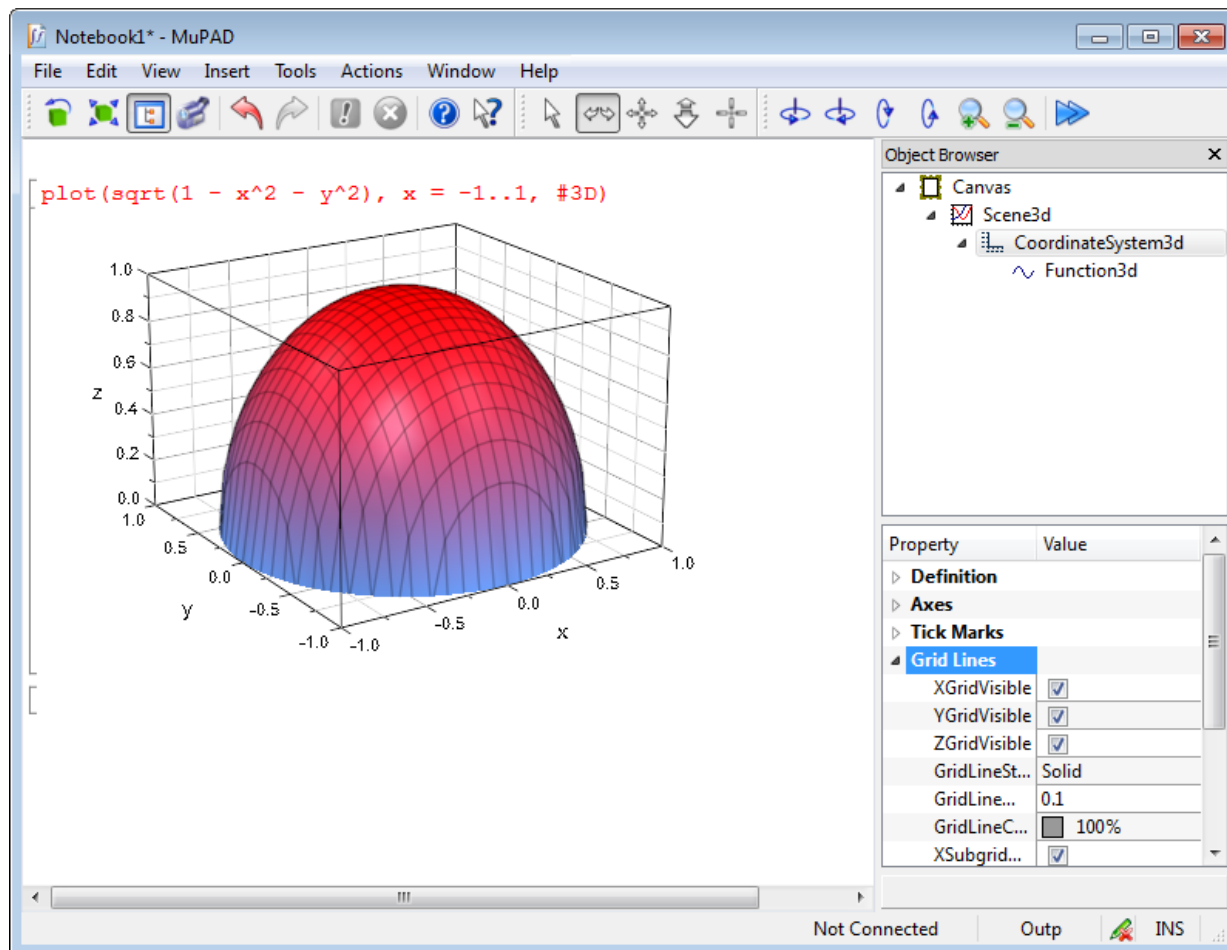 Notebook1* - MuPAD
File Edit View Insert Tools Actions Window Help
plot(sqrt(1 - x^2 - y^2), x = -1..1, #3D)
1.0
0.8
0.6
z
0.4
0.2
0.0
1.0
0.5
0.0
y
-0.5
-1.0
-1.0
-0.5
x
0.0
0.5
1.0
Object Browser
Canvas
Scene3d
CoordinateSystem3d
Function3d
Property Value
Definition
Axes
Tick Marks
Grid Lines
XGridVisible
YGridVisible
ZGridVisible
GridLineSt... Solid
GridLine... 0.1
GridLineC... 100%
XSubgrid...
Not Connected Outp INS